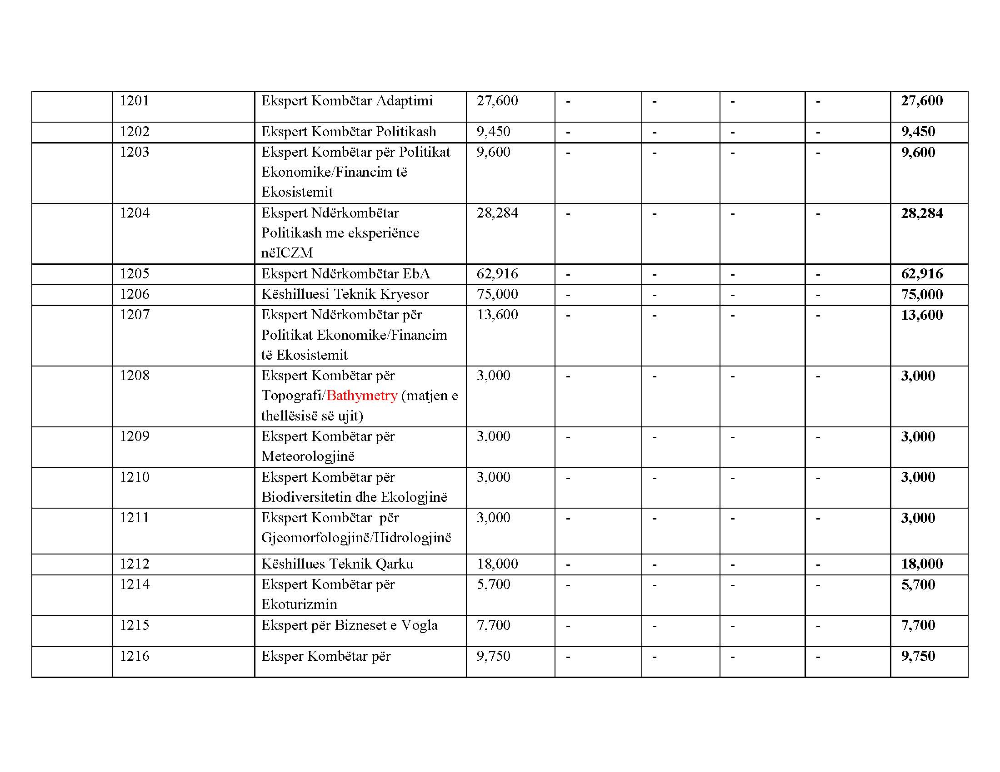 1201 Ekspert Kombëtar Adaptimi 27,600 - - - - 27,600
1202 Ekspert Kombëtar Politikash 9,450 - - - - 9,450
1203 Ekspert Kombëtar për Politikat 9,600 - - - - 9,600
Ekonomike/Financim të
Ekosistemit
1204 Ekspert Ndërkombëtar 28,284 - - - - 28,284
Politikash me eksperiënce
nëICZM
1205 Ekspert Ndërkombëtar EbA 62,916 - - - - 62,916
1206 Këshilluesi Teknik Kryesor 75,000 - - - - 75,000
1207 Ekspert Ndërkombëtar për 13,600 - - - - 13,600
Politikat Ekonomike/Financim
të Ekosistemit
1208 Ekspert Kombëtar për 3,000 - - - - 3,000
Topografi/Bathymetry (matjen e
thellësisë së ujit)
1209 Ekspert Kombëtar për 3,000 - - - - 3,000
Meteorologjinë
1210 Ekspert Kombëtar për 3,000 - - - - 3,000
Biodiversitetin dhe Ekologjinë
1211 Ekspert Kombëtar  për 3,000 - - - - 3,000
Gjeomorfologjinë/Hidrologjinë
1212 Këshillues Teknik Qarku 18,000 - - - - 18,000
1214 Ekspert Kombëtar për 5,700 - - - - 5,700
Ekoturizmin
1215 Ekspert për Bizneset e Vogla 7,700 - - - - 7,700
1216 Eksper Kombëtar për 9,750 - - - - 9,750